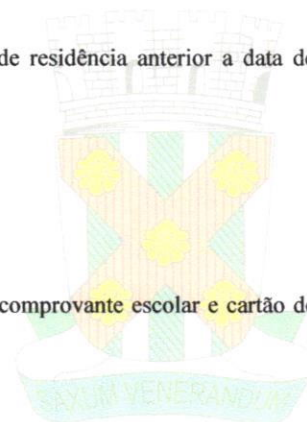 de residência anterior a data de
comprovante escolar e cartão de
SAXUM VENERANDUM